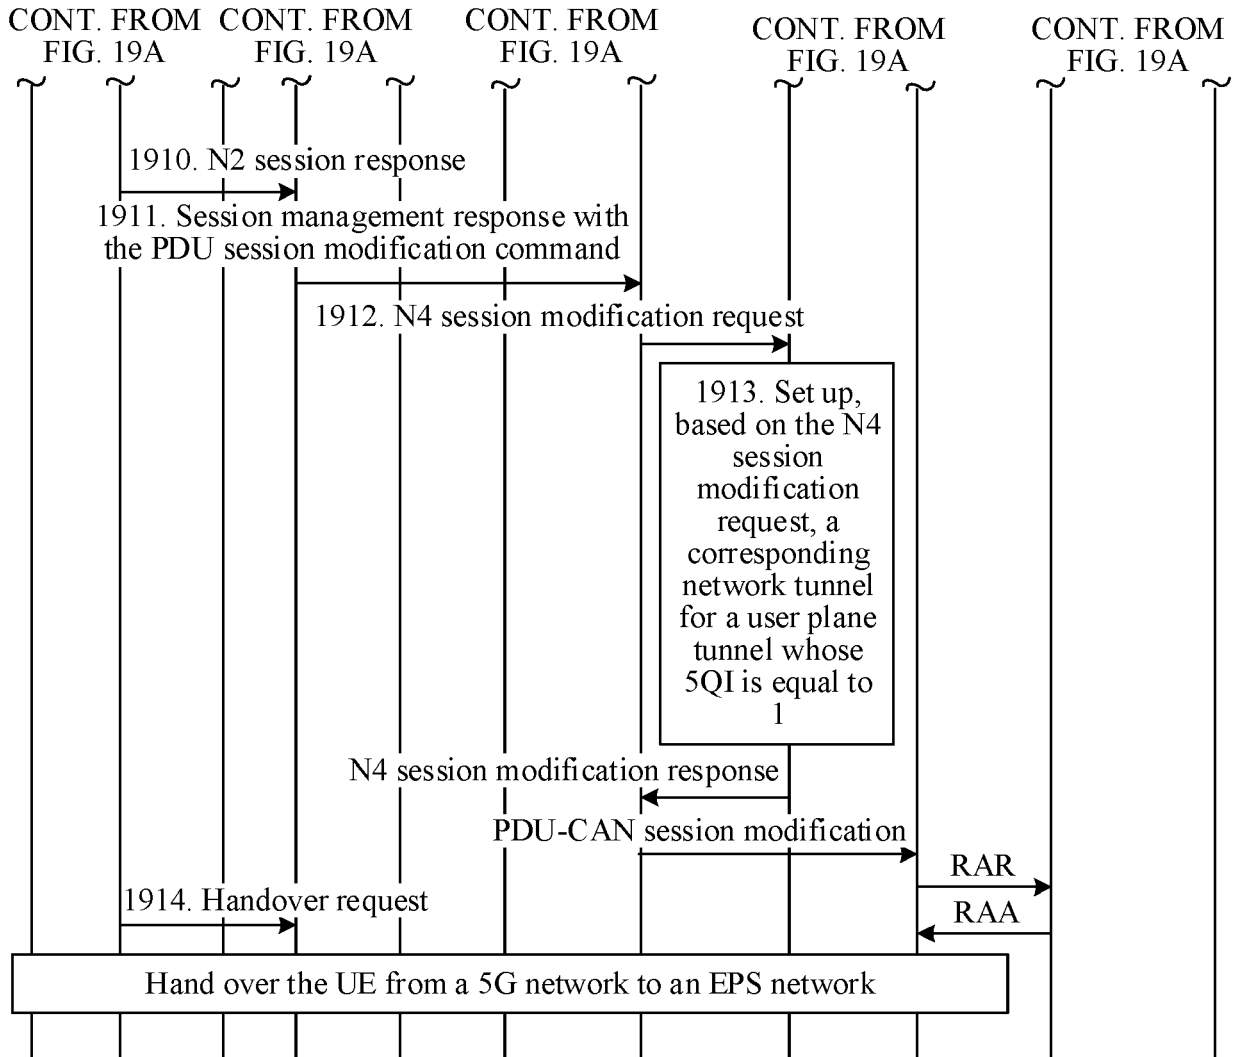 CONT. FROM
FIG. 19A
CONT. FROM
FIG. 19A
CONT. FROM
FIG. 19A
CONT. FROM
FIG. 19A
CONT. FROM
FIG. 19A
1910. N2 session response
1911. Session management response with
the PDU session modification command
1912. N4 session modification request
1913. Set up,
based on the N4
session
modification
request, a
corresponding
network tunnel
for a user plane
tunnel whose
5QI is equal to
1
N4 session modification response
PDU-CAN session modification
RAR
1914. Handover request
RAA
Hand over the UE from a 5G network to an EPS network